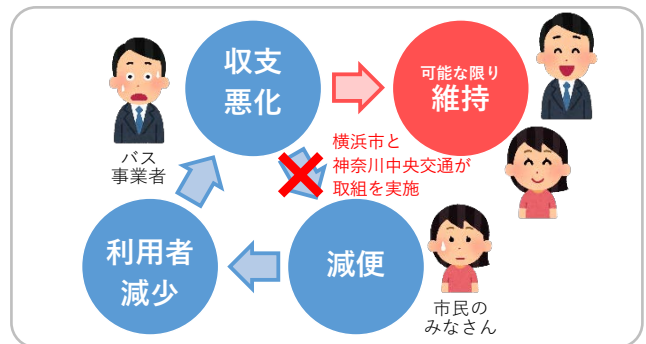 収支
悪化
可能な限り
維持
バス
事業者
横浜市と
神奈川中央交通が
取組を実施
利用者
減少
減便
市民の
みなさん